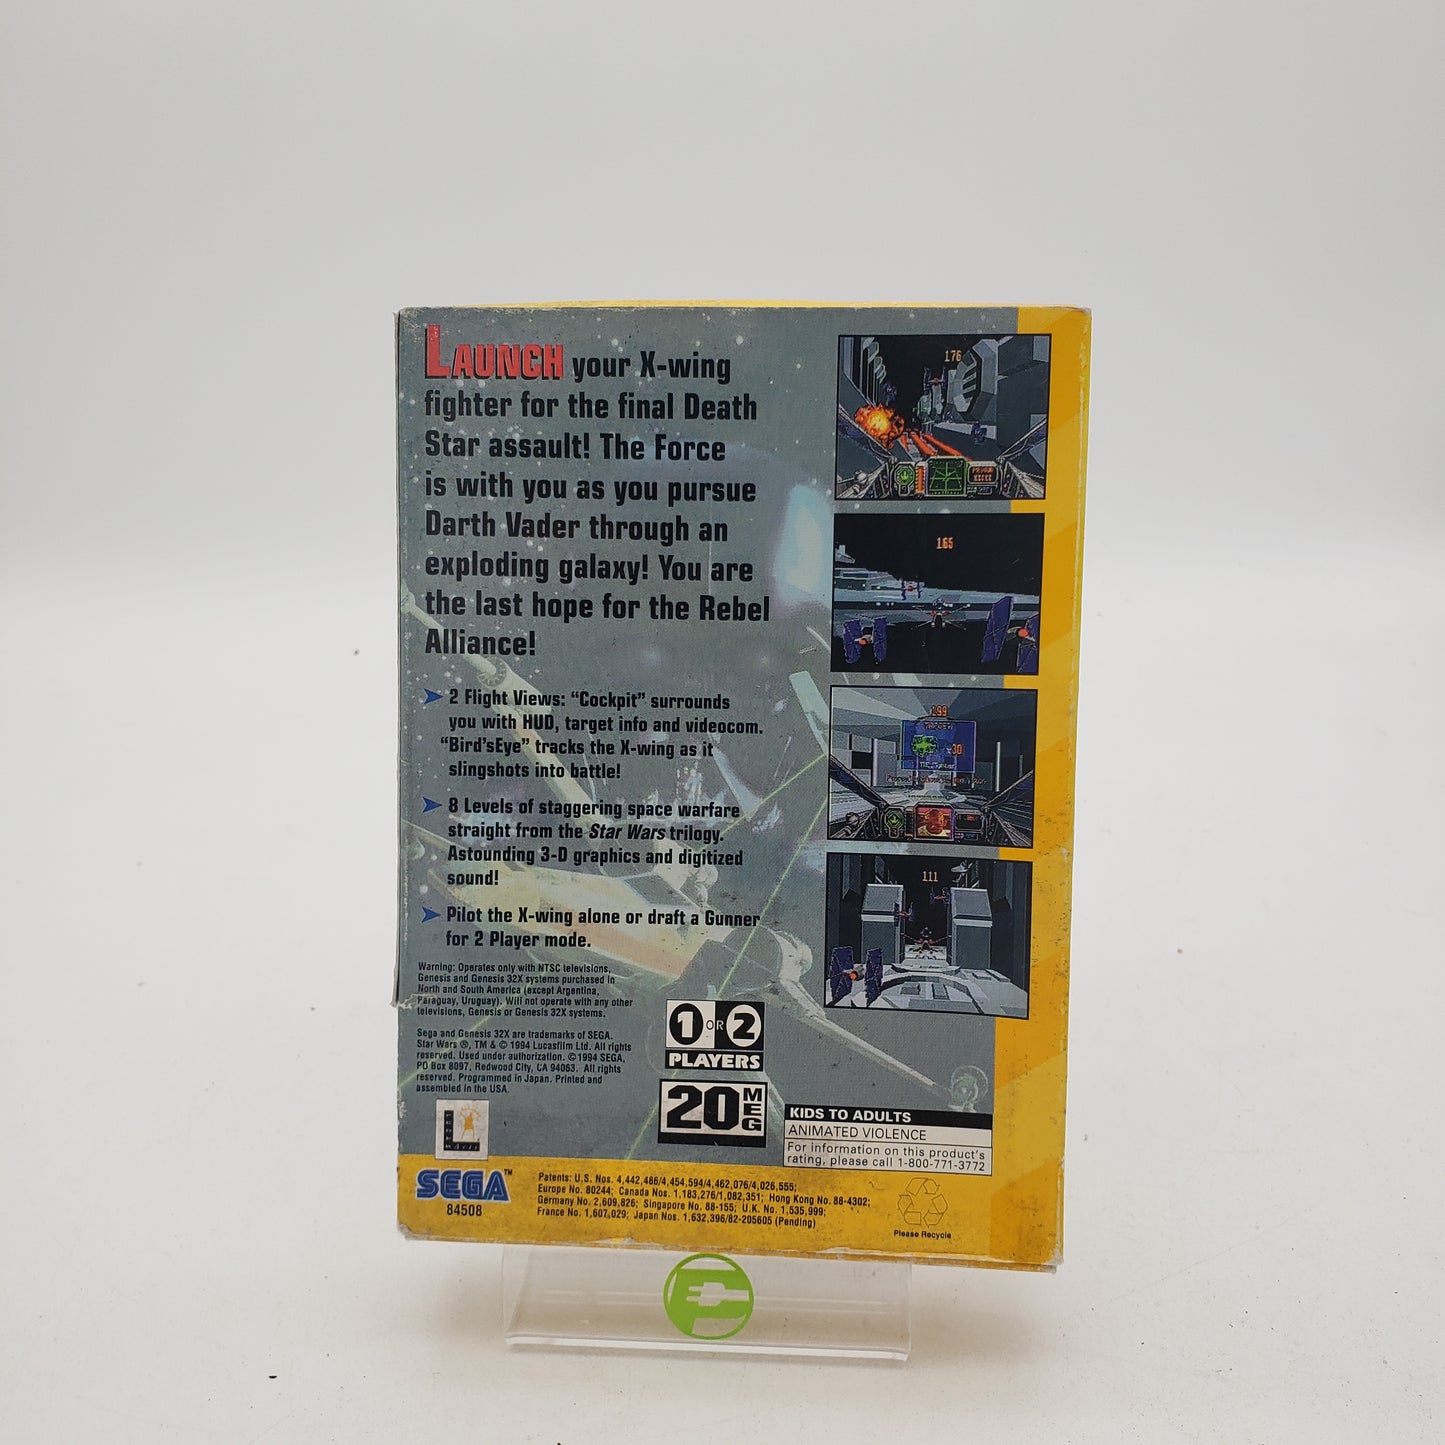 LAUNCH your X-wing
fighter for the final Death
Star assault! The Force
is with you as you pursue
Darth Vader through an
exploding galaxy! You are
the last hope for the Rebel
Alliance!
2 Flight Views: “Cockpit” surrounds
you with HUD, target info and videocom.
“Bird'sEye” tracks the X-wing as it
slingshots into battle!
8 Levels of staggering space warfare
straight from the Star Wars trilogy.
Astounding 3-D graphics and digitized
sound!
Pilot the X-wing alone or draft a Gunner
for 2 Player mode.
Warning: Operates only with NTSC televisions,
Genesis and Genesis 32X systems purchased in
North and South America (except Argentina,
Paraguay, Uruguay). Will not operate with any other
televisions, Genesis or Genesis 32X systems.
Sega and Genesis 32X are trademarks of SEGA.
Star Wars ®, TM & © 1994 Lucasfilm Ltd. All rights
reserved. Used under authorization. © 1994 SEGA,
PO Box 8097, Redwood City, CA 94063. All rights
reserved. Programmed in Japan. Printed and
assembled in the USA.
1 OR 2
PLAYERS
20 MEG
KIDS TO ADULTS
ANIMATED VIOLENCE
For information on this product's
rating, please call 1-800-771-3772
SEGA™
84508
Patents: U.S. Nos. 4,442,486/4,454,594/4,462,076/4,026,555;
Europe No. 80244; Canada Nos. 1,183,276/1,082,351; Hong Kong No. 88-4302;
Germany No. 2,609,826; Singapore No. 88-155; U.K. No. 1,535,999;
France No. 1,607,029; Japan Nos. 1,632,396/82-205605 (Pending)
Please Recycle
176
165
199
x30
111